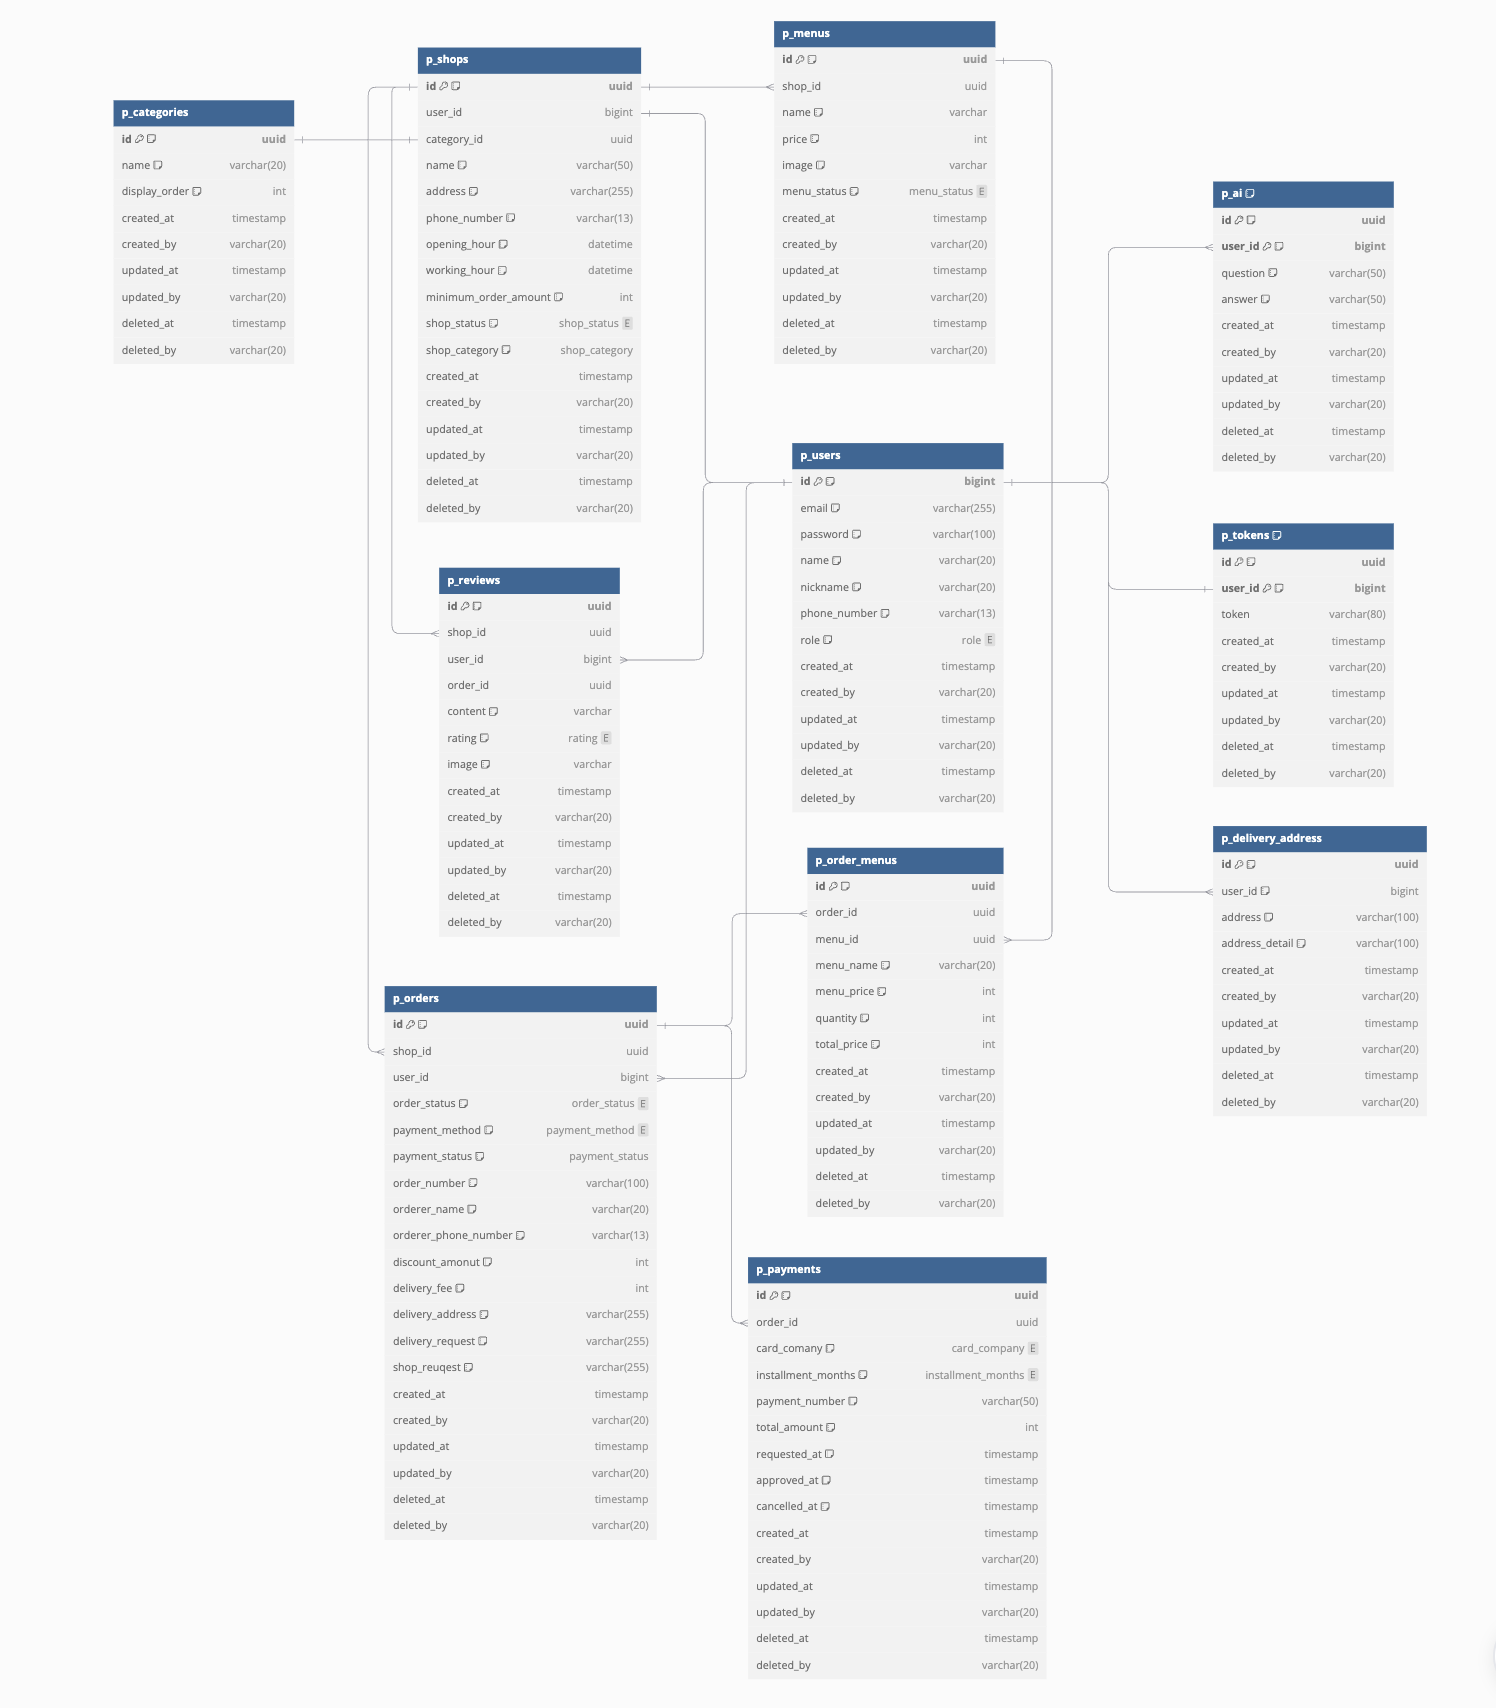 p_categories
id uuid
name varchar(20)
display_order int
created_at timestamp
created_by varchar(20)
updated_at timestamp
updated_by varchar(20)
deleted_at timestamp
deleted_by varchar(20)
p_shops
id uuid
user_id bigint
category_id uuid
name varchar(50)
address varchar(255)
phone_number varchar(13)
opening_hour datetime
working_hour datetime
minimum_order_amount int
shop_status shop_status E
shop_category shop_category
created_at timestamp
created_by varchar(20)
updated_at timestamp
updated_by varchar(20)
deleted_at timestamp
deleted_by varchar(20)
p_menus
id uuid
shop_id uuid
name varchar
price int
image varchar
menu_status menu_status E
created_at timestamp
created_by varchar(20)
updated_at timestamp
updated_by varchar(20)
deleted_at timestamp
deleted_by varchar(20)
p_ai
id uuid
user_id bigint
question varchar(50)
answer varchar(50)
created_at timestamp
created_by varchar(20)
updated_at timestamp
updated_by varchar(20)
deleted_at timestamp
deleted_by varchar(20)
p_users
id bigint
email varchar(255)
password varchar(100)
name varchar(20)
nickname varchar(20)
phone_number varchar(13)
role role E
created_at timestamp
created_by varchar(20)
updated_at timestamp
updated_by varchar(20)
deleted_at timestamp
deleted_by varchar(20)
p_tokens
id uuid
user_id bigint
token varchar(80)
created_at timestamp
created_by varchar(20)
updated_at timestamp
updated_by varchar(20)
deleted_at timestamp
deleted_by varchar(20)
p_reviews
id uuid
shop_id uuid
user_id bigint
order_id uuid
content varchar
rating rating E
image varchar
created_at timestamp
created_by varchar(20)
updated_at timestamp
updated_by varchar(20)
deleted_at timestamp
deleted_by varchar(20)
p_order_menus
id uuid
order_id uuid
menu_id uuid
menu_name varchar(20)
menu_price int
quantity int
total_price int
created_at timestamp
created_by varchar(20)
updated_at timestamp
updated_by varchar(20)
deleted_at timestamp
deleted_by varchar(20)
p_delivery_address
id uuid
user_id bigint
address varchar(100)
address_detail varchar(100)
created_at timestamp
created_by varchar(20)
updated_at timestamp
updated_by varchar(20)
deleted_at timestamp
deleted_by varchar(20)
p_orders
id uuid
shop_id uuid
user_id bigint
order_status order_status E
payment_method payment_method E
payment_status payment_status
order_number varchar(100)
orderer_name varchar(20)
orderer_phone_number varchar(13)
discount_amonut int
delivery_fee int
delivery_address varchar(255)
delivery_request varchar(255)
shop_reuqest varchar(255)
created_at timestamp
created_by varchar(20)
updated_at timestamp
updated_by varchar(20)
deleted_at timestamp
deleted_by varchar(20)
p_payments
id uuid
order_id uuid
card_comany card_company E
installment_months installment_months E
payment_number varchar(50)
total_amount int
requested_at timestamp
approved_at timestamp
cancelled_at timestamp
created_at timestamp
created_by varchar(20)
updated_at timestamp
updated_by varchar(20)
deleted_at timestamp
deleted_by varchar(20)